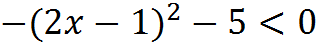 −(2x − 1)² − 5 < 0